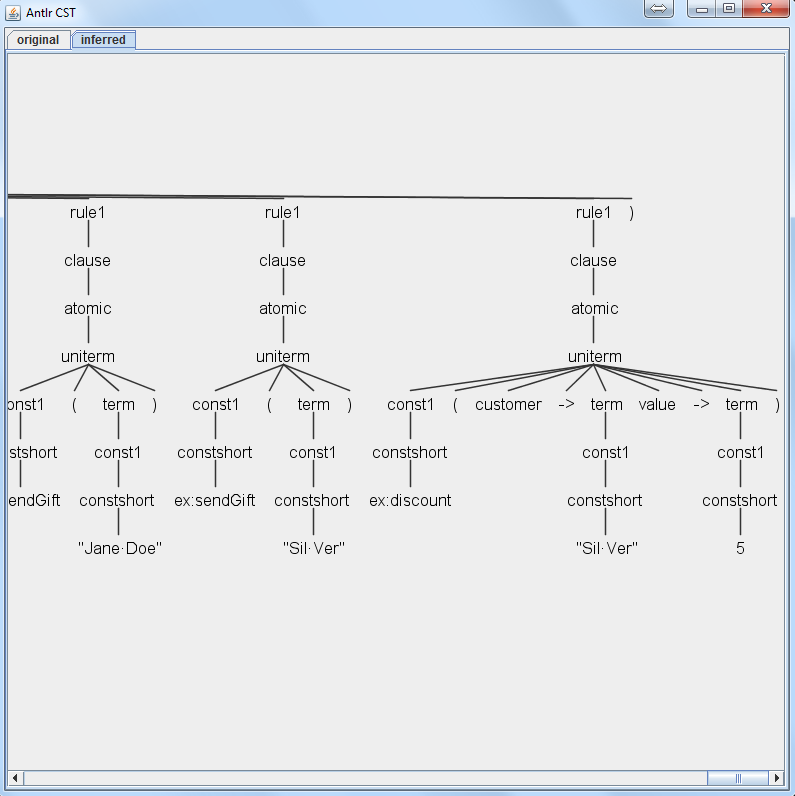 Antlr CST
original inferred
rule1 rule1 rule1 )
clause clause clause
atomic atomic atomic
uniterm uniterm uniterm
onst1 ( term ) const1 ( term ) const1 ( customer -> term value -> term )
stshort const1 constshort const1 constshort const1 const1
endGift constshort ex:sendGift constshort ex:discount constshort constshort
"Jane·Doe" "Sil·Ver" "Sil·Ver" 5